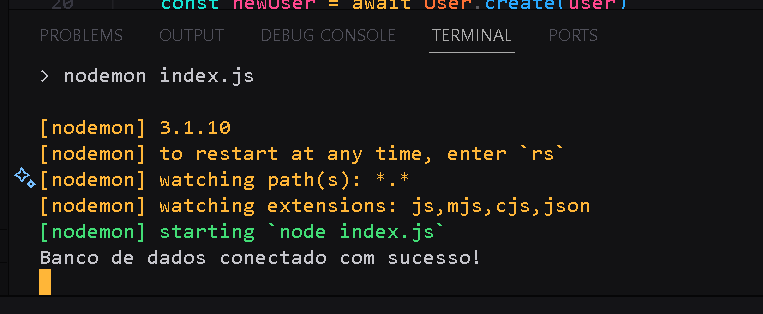 20 const newUser = await User.create(user)
PROBLEMS OUTPUT DEBUG CONSOLE TERMINAL PORTS
> nodemon index.js
[nodemon] 3.1.10
[nodemon] to restart at any time, enter `rs`
[nodemon] watching path(s): *.*
[nodemon] watching extensions: js,mjs,cjs,json
[nodemon] starting `node index.js`
Banco de dados conectado com sucesso!